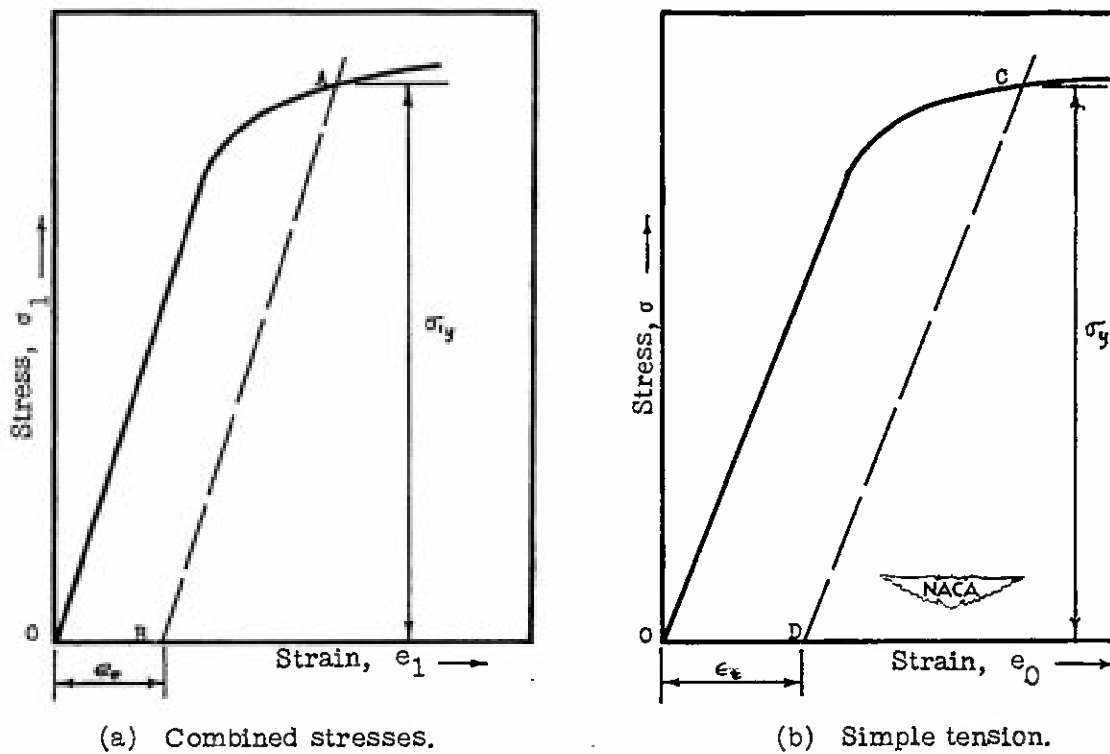 A
σ₁y
Stress, σ₁
O
B
Strain, e₁
(a) Combined stresses.
C
σy
Stress, σ
NACA
O
D
Strain, e₀
ϵt
(b) Simple tension.